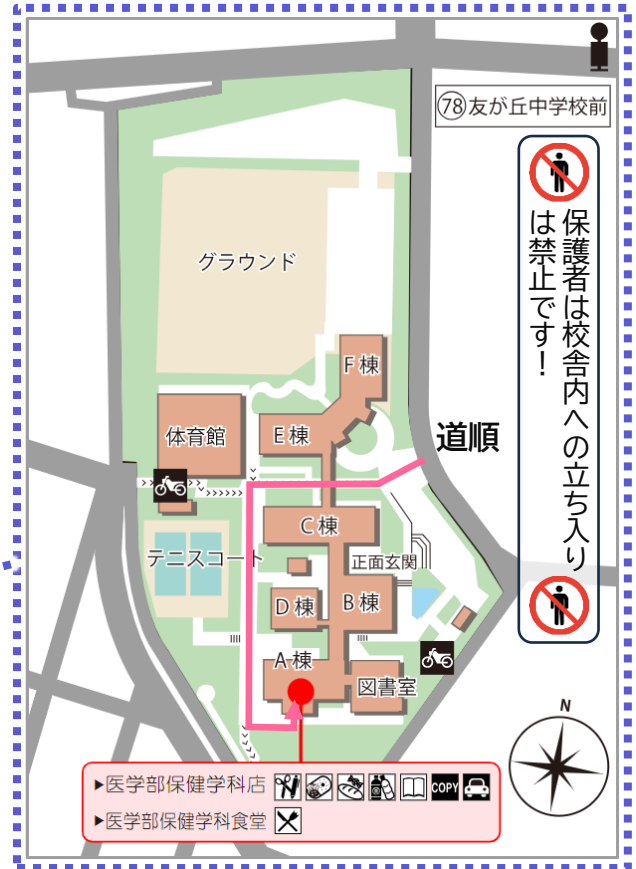 ㊆友が丘中学校前
保護者は校舎内への立ち入り
は禁止です!
グラウンド
F棟
体育館
E棟
道順
C棟
テニスコート
正面玄関
D棟
B棟
A棟
図書室
N
▶医学部保健学科店 COPY
▶医学部保健学科食堂